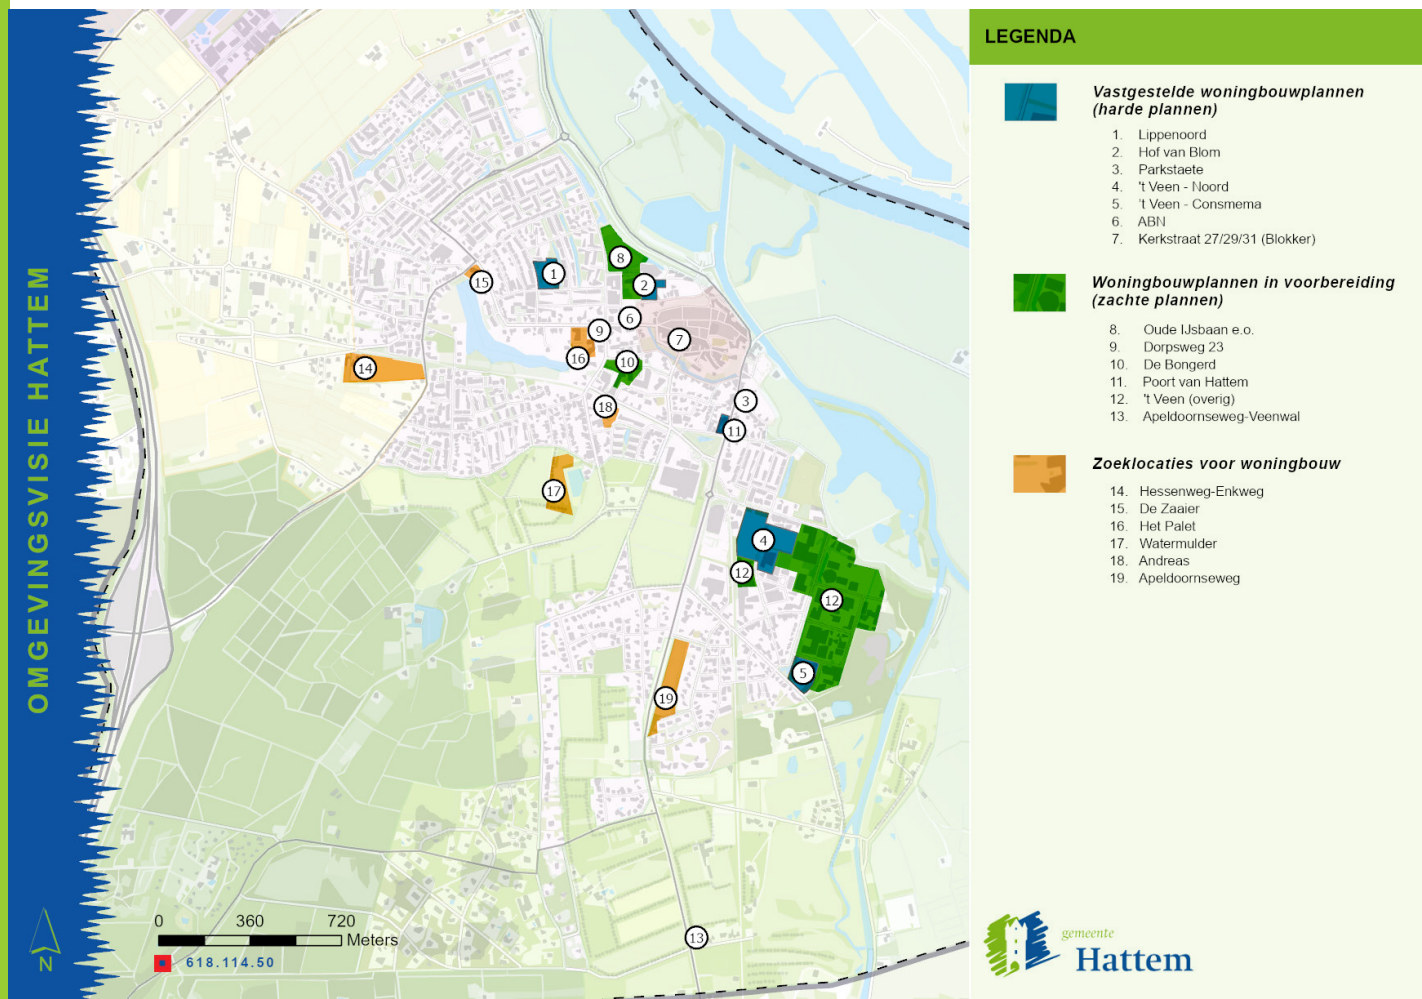 OMGEVINGSVISIE HATTEM
N
1
2
3
4
5
6
7
8
9
10
11
12
12
13
14
15
16
17
18
19
0 360 720
Meters
618.114.50
LEGENDA
Vastgestelde woningbouwplannen
(harde plannen)
1. Lippenoord
2. Hof van Blom
3. Parkstaete
4. 't Veen - Noord
5. 't Veen - Consmema
6. ABN
7. Kerkstraat 27/29/31 (Blokker)
Woningbouwplannen in voorbereiding
(zachte plannen)
8. Oude IJsbaan e.o.
9. Dorpsweg 23
10. De Bongerd
11. Poort van Hattem
12. 't Veen (overig)
13. Apeldoornseweg-Veenwal
Zoeklocaties voor woningbouw
14. Hessenweg-Enkweg
15. De Zaaier
16. Het Palet
17. Watermulder
18. Andreas
19. Apeldoornseweg
gemeente
Hattem